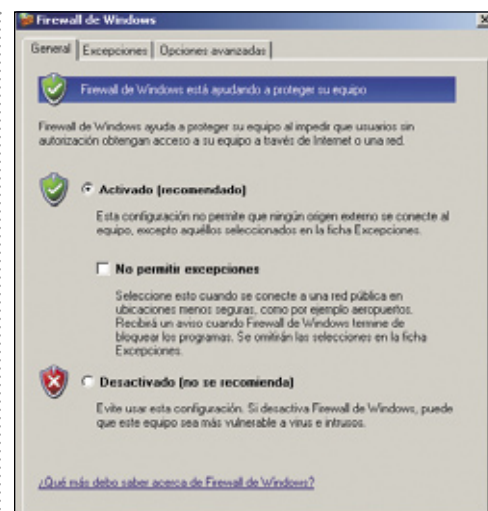 Firewall de Windows
General Excepciones Opciones avanzadas
Firewall de Windows está ayudando a proteger su equipo
Firewall de Windows ayuda a proteger su equipo al impedir que usuarios sin
autorización obtengan acceso a su equipo a través de Internet o una red.
Activado (recomendado)
Esta configuración no permite que ningún origen externo se conecte al
equipo, excepto aquéllos seleccionados en la ficha Excepciones.
No permitir excepciones
Seleccione esto cuando se conecte a una red pública en
ubicaciones menos seguras, como por ejemplo aeropuertos.
Recibirá un aviso cuando Firewall de Windows termine de
bloquear los programas. Se omitirán las selecciones en la ficha
Excepciones.
Desactivado (no se recomienda)
Evite usar esta configuración. Si desactiva Firewall de Windows, puede
que este equipo sea más vulnerable a virus e intrusos.
¿Qué más debo saber acerca de Firewall de Windows?